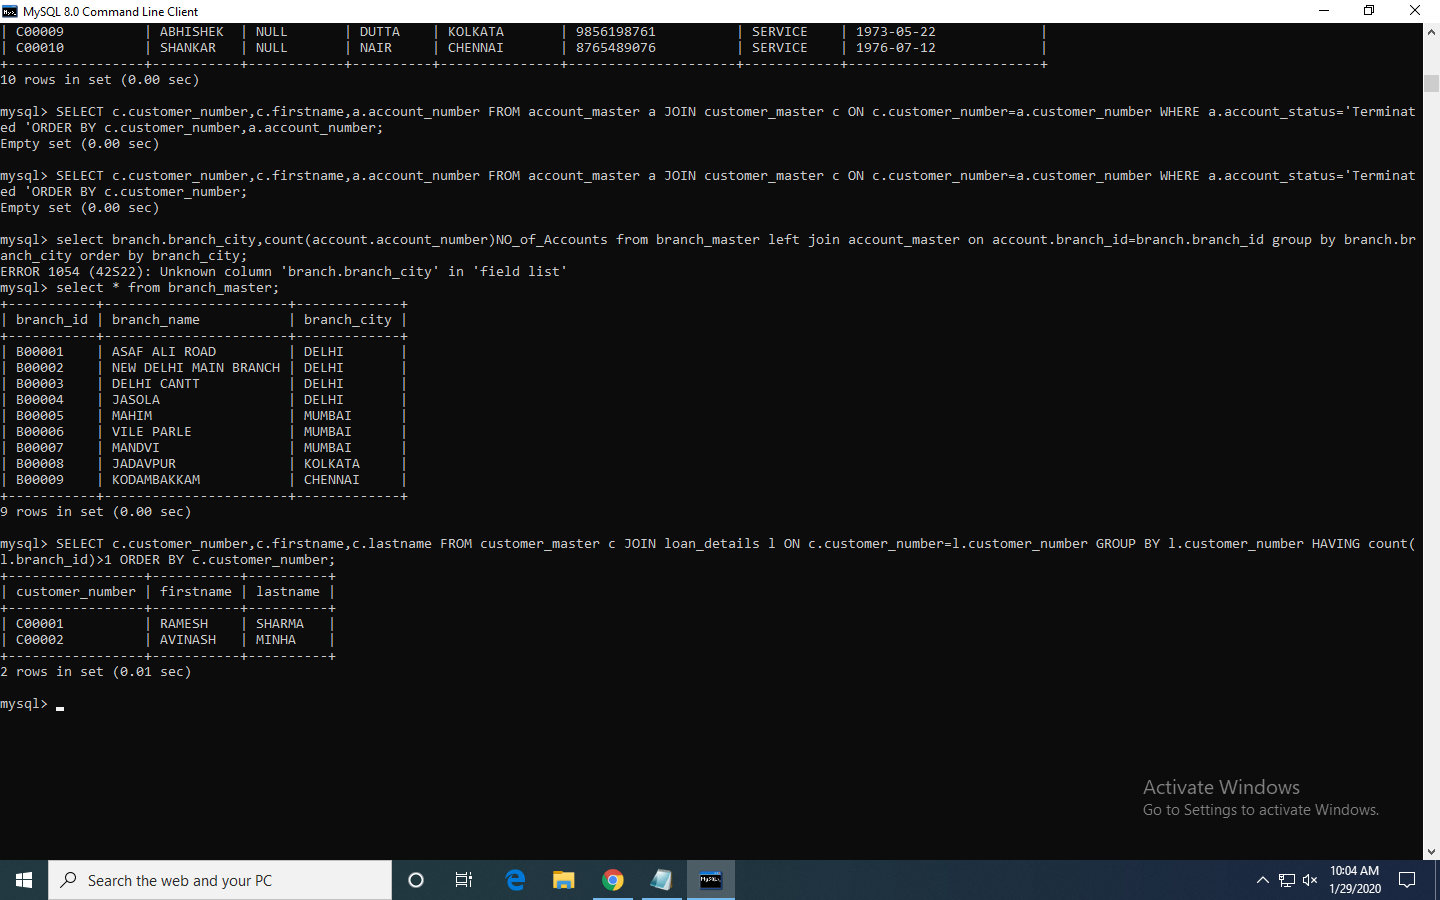 MySQL 8.0 Command Line Client
| C00009          | ABHISHEK  | NULL       | DUTTA    | KOLKATA       | 9856198761          | SERVICE    | 1973-05-22             |
| C00010          | SHANKAR   | NULL       | NAIR     | CHENNAI       | 8765489076          | SERVICE    | 1976-07-12             |
+-----------------+-----------+------------+----------+---------------+---------------------+------------+------------------------+
10 rows in set (0.00 sec)
mysql> SELECT c.customer_number,c.firstname,a.account_number FROM account_master a JOIN customer_master c ON c.customer_number=a.customer_number WHERE a.account_status='Terminat
ed 'ORDER BY c.customer_number,a.account_number;
Empty set (0.00 sec)
mysql> SELECT c.customer_number,c.firstname,a.account_number FROM account_master a JOIN customer_master c ON c.customer_number=a.customer_number WHERE a.account_status='Terminat
ed 'ORDER BY c.customer_number;
Empty set (0.00 sec)
mysql> select branch.branch_city,count(account.account_number)NO_of_Accounts from branch_master left join account_master on account.branch_id=branch.branch_id group by branch.br
anch_city order by branch_city;
ERROR 1054 (42S22): Unknown column 'branch.branch_city' in 'field list'
mysql> select * from branch_master;
+-----------+-----------------------+-------------+
| branch_id | branch_name           | branch_city |
+-----------+-----------------------+-------------+
| B00001    | ASAF ALI ROAD         | DELHI       |
| B00002    | NEW DELHI MAIN BRANCH | DELHI       |
| B00003    | DELHI CANTT           | DELHI       |
| B00004    | JASOLA                | DELHI       |
| B00005    | MAHIM                 | MUMBAI      |
| B00006    | VILE PARLE            | MUMBAI      |
| B00007    | MANDVI                | MUMBAI      |
| B00008    | JADAVPUR              | KOLKATA     |
| B00009    | KODAMBAKKAM           | CHENNAI     |
+-----------+-----------------------+-------------+
9 rows in set (0.00 sec)
mysql> SELECT c.customer_number,c.firstname,c.lastname FROM customer_master c JOIN loan_details l ON c.customer_number=l.customer_number GROUP BY l.customer_number HAVING count(
l.branch_id)>1 ORDER BY c.customer_number;
+-----------------+-----------+----------+
| customer_number | firstname | lastname |
+-----------------+-----------+----------+
| C00001          | RAMESH    | SHARMA   |
| C00002          | AVINASH   | MINHA    |
+-----------------+-----------+----------+
2 rows in set (0.01 sec)
mysql>
Activate Windows
Go to Settings to activate Windows.
Search the web and your PC
MySQL
10:04 AM
1/29/2020